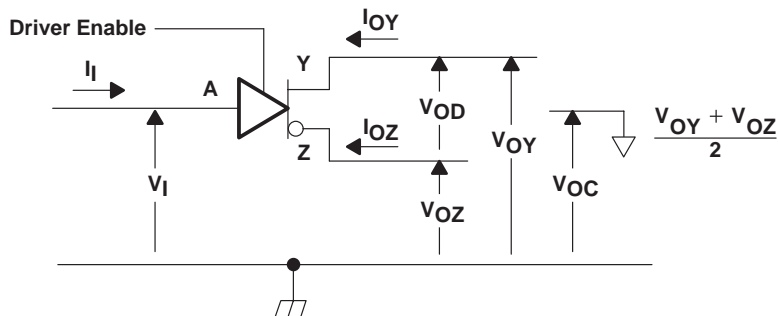 Driver Enable
IOY
II
A
Y
IOZ
Z
VOD
VOY
VOY + VOZ
2
VI
VOZ
VOC